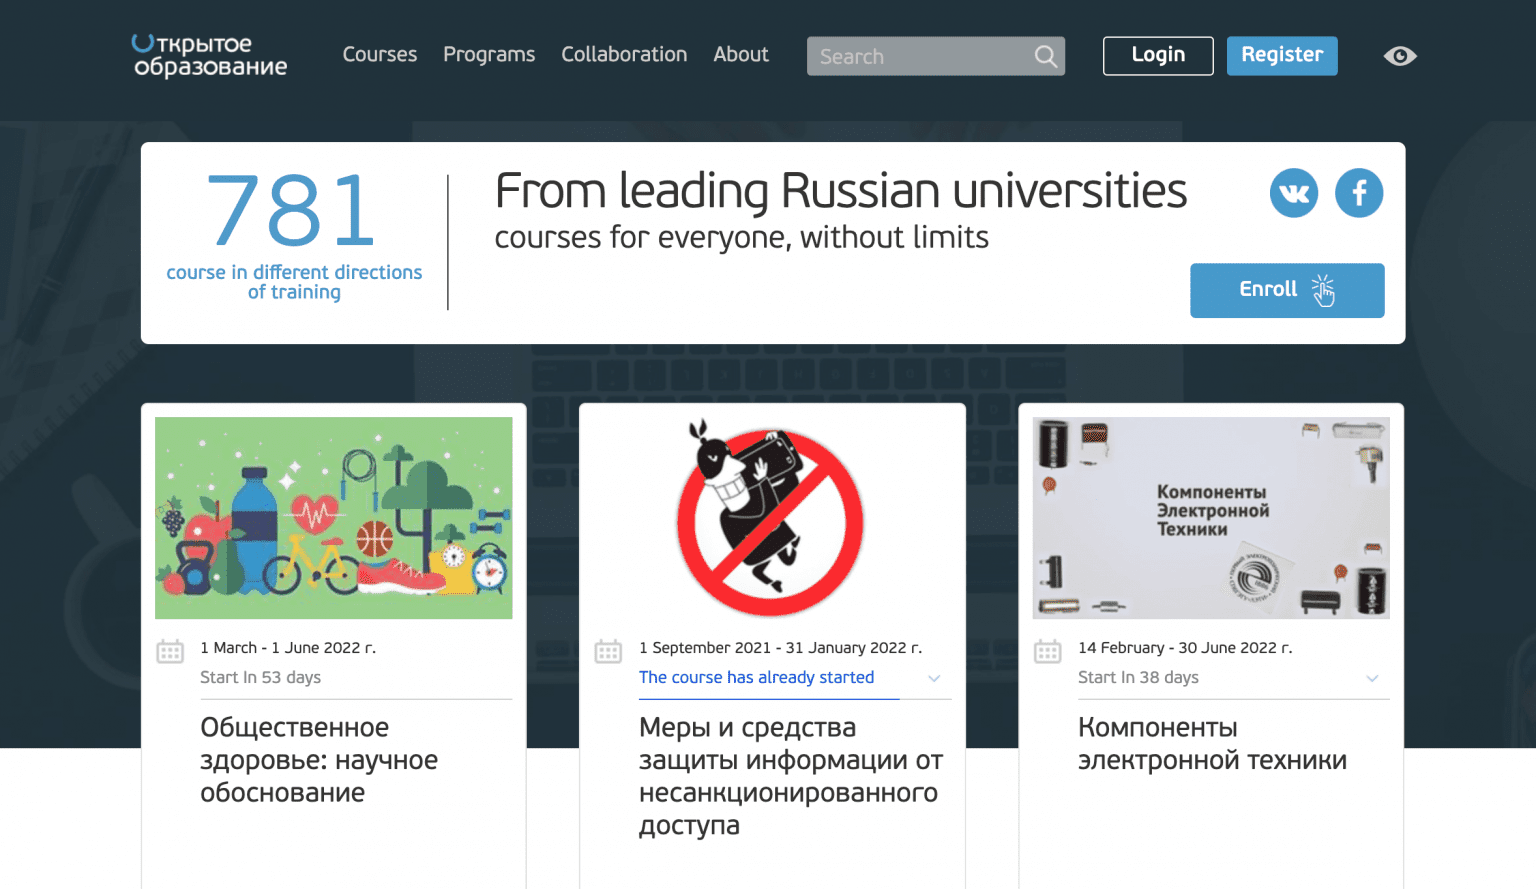 Открытое
образование
Courses
Programs
Collaboration
About
Search
Login
Register
781
course in different directions
of training
From leading Russian universities
courses for everyone, without limits
Enroll
1 March - 1 June 2022 г.
Start In 53 days
Общественное
здоровье: научное
обоснование
1 September 2021 - 31 January 2022 г.
The course has already started
Меры и средства
защиты информации от
несанкционированного
доступа
Компоненты
Электронной
Техники
14 February - 30 June 2022 г.
Start In 38 days
Компоненты
электронной техники